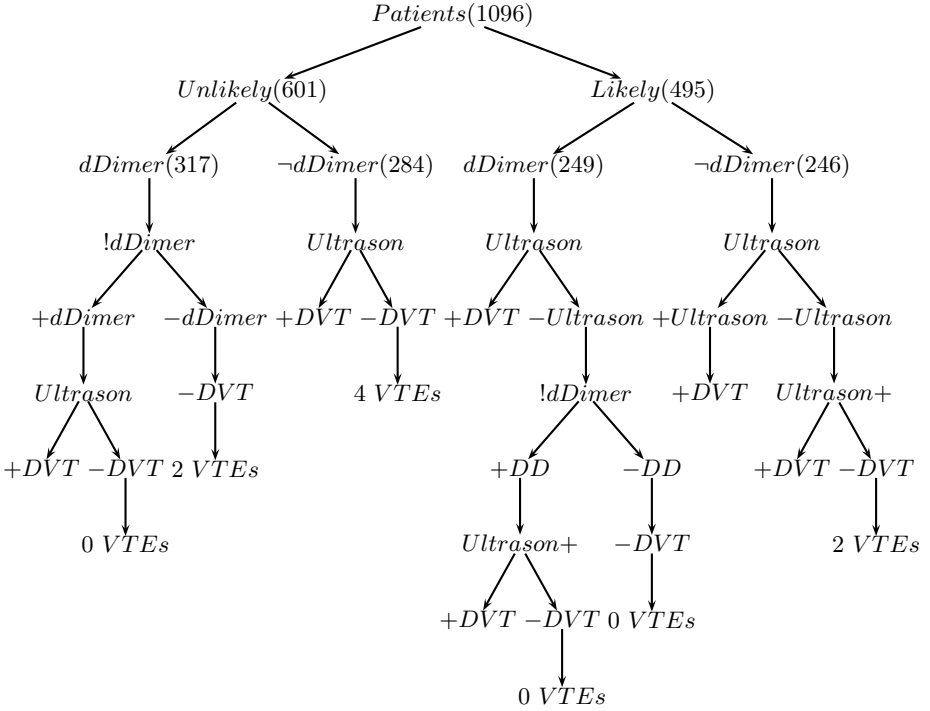 Patients(1096)
Unlikely(601) Likely(495)
dDimer(317) ¬dDimer(284) dDimer(249) ¬dDimer(246)
!dDimer Ultrason Ultrason Ultrason
+dDimer −dDimer +DVT −DVT +DVT −Ultrason +Ultrason −Ultrason
Ultrason −DVT 4 VTEs !dDimer +DVT Ultrason+
+DVT −DVT 2 VTEs +DD −DD +DVT −DVT
0 VTEs Ultrason+ −DVT 2 VTEs
+DVT −DVT 0 VTEs
0 VTEs